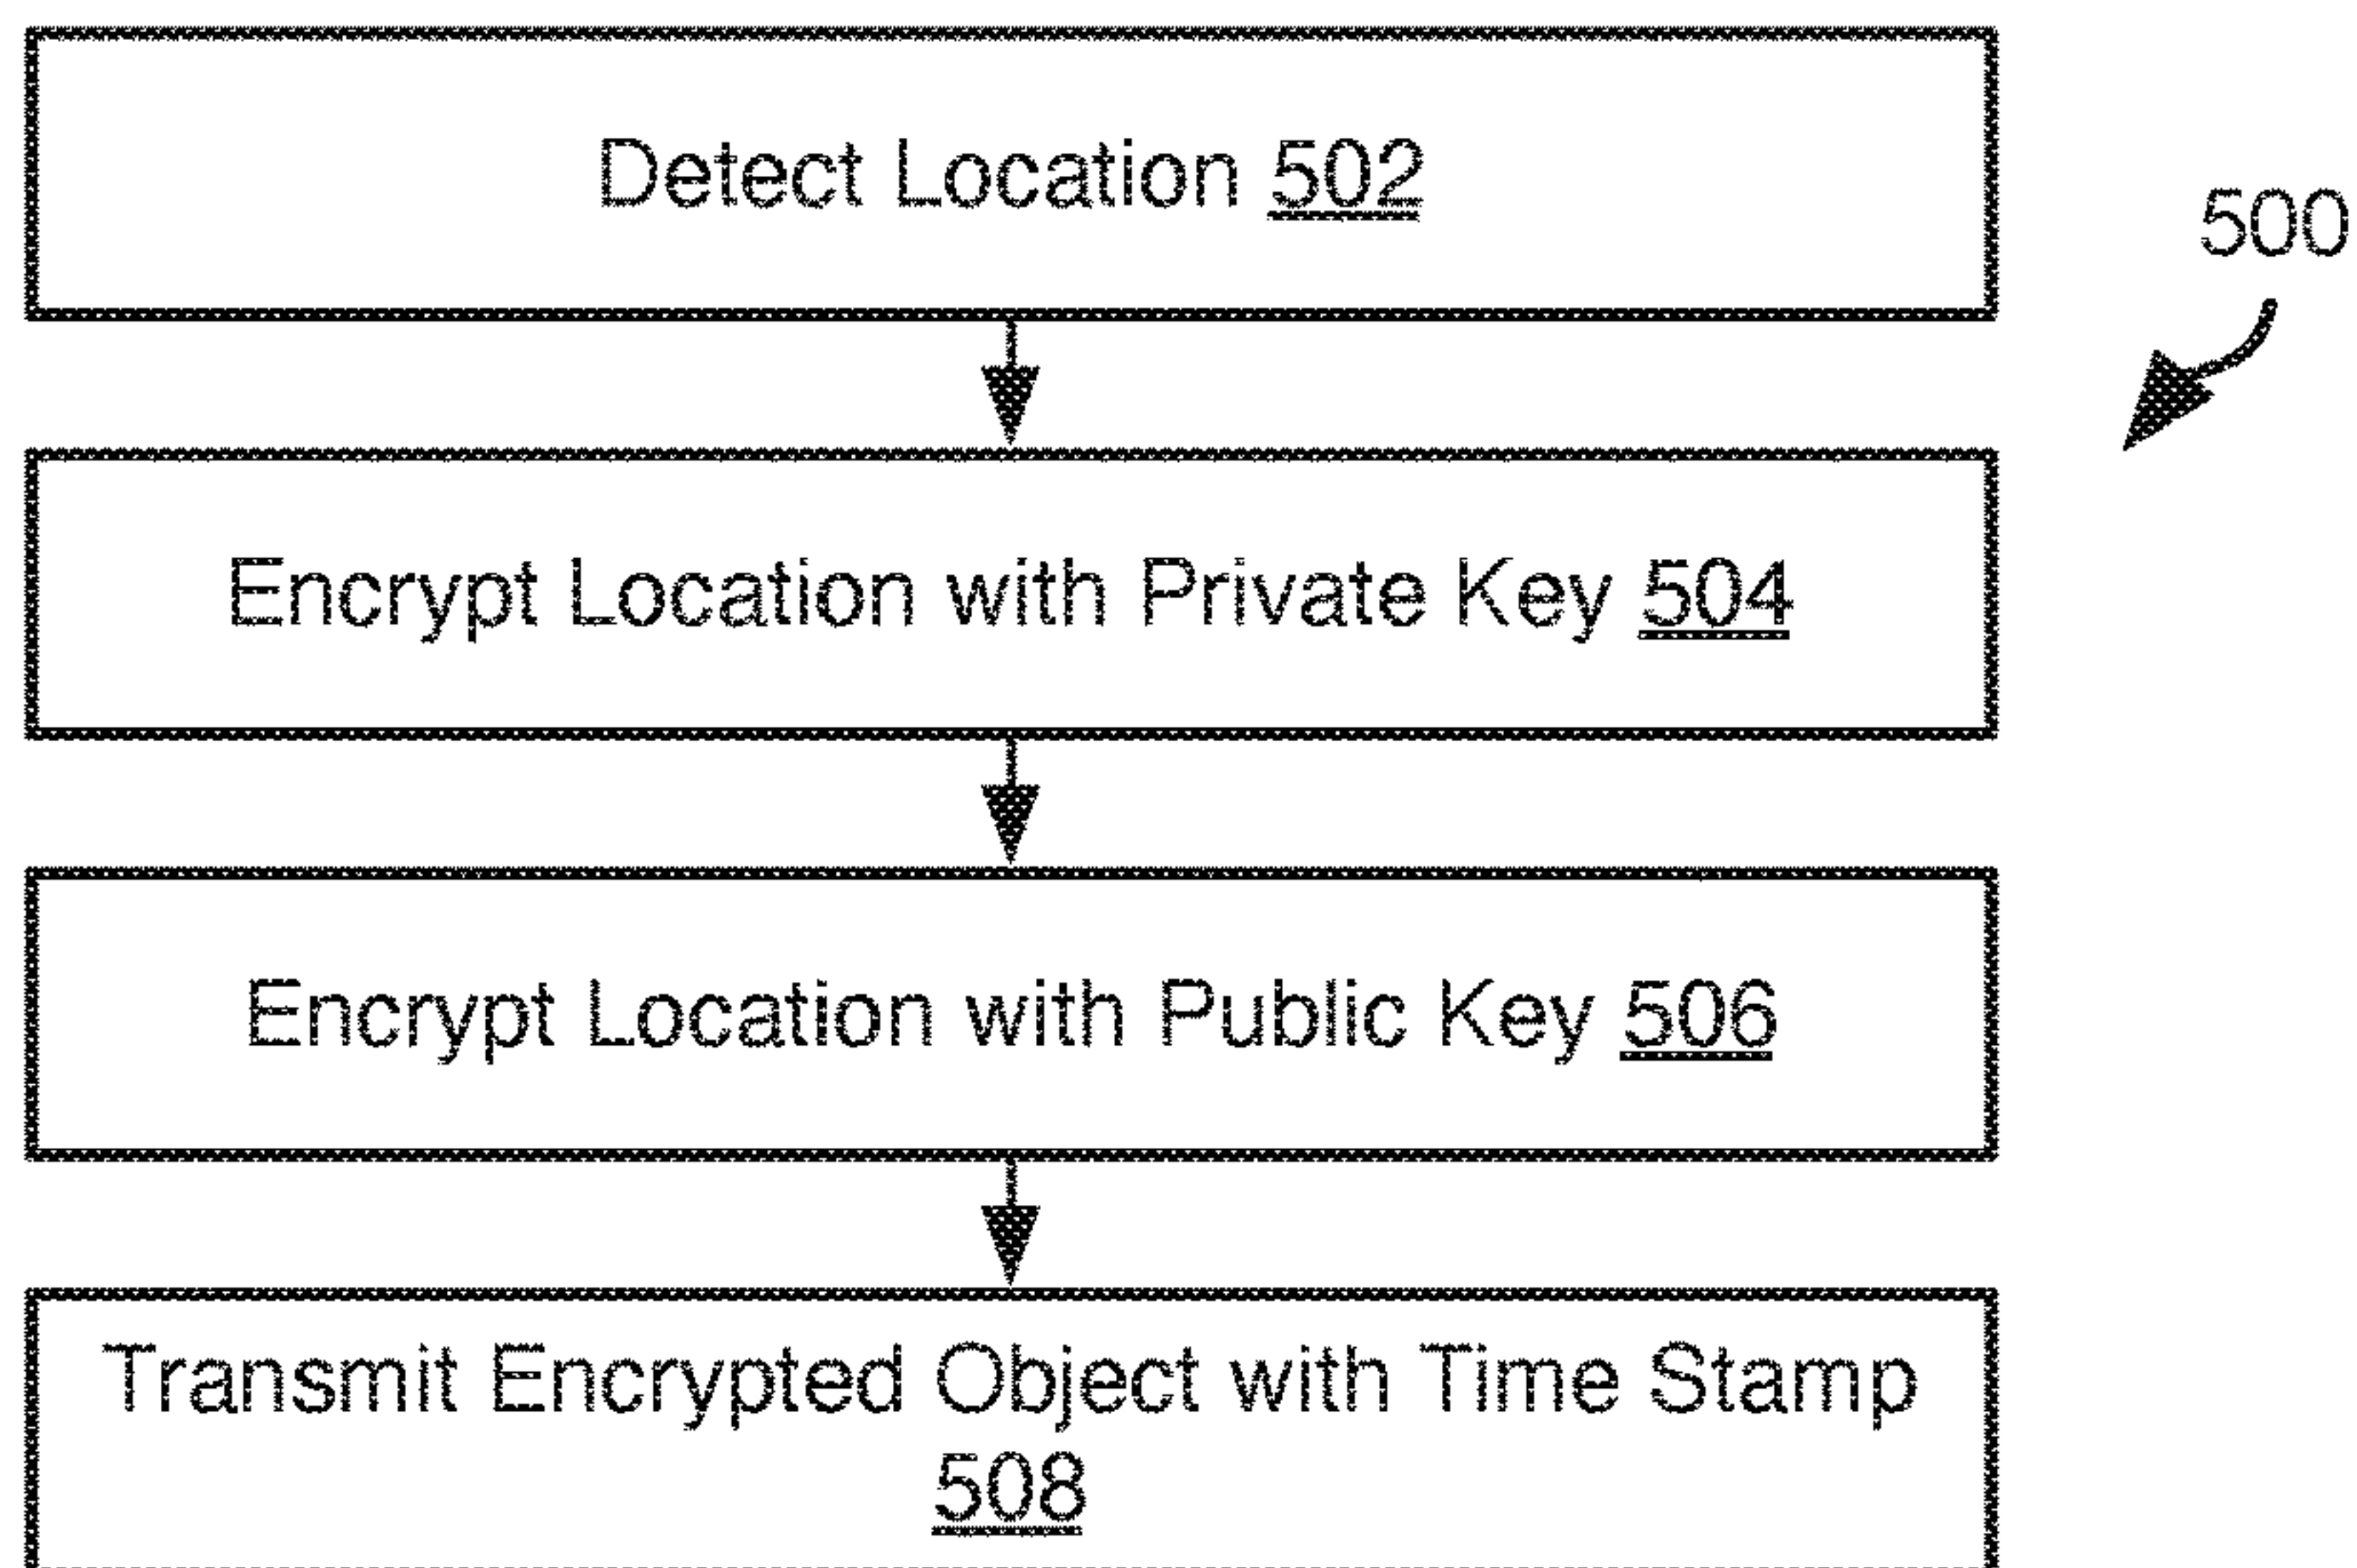 Detect Location 502
500
Encrypt Location with Private Key 504
Encrypt Location with Public Key 506
Transmit Encrypted Object with Time Stamp
508